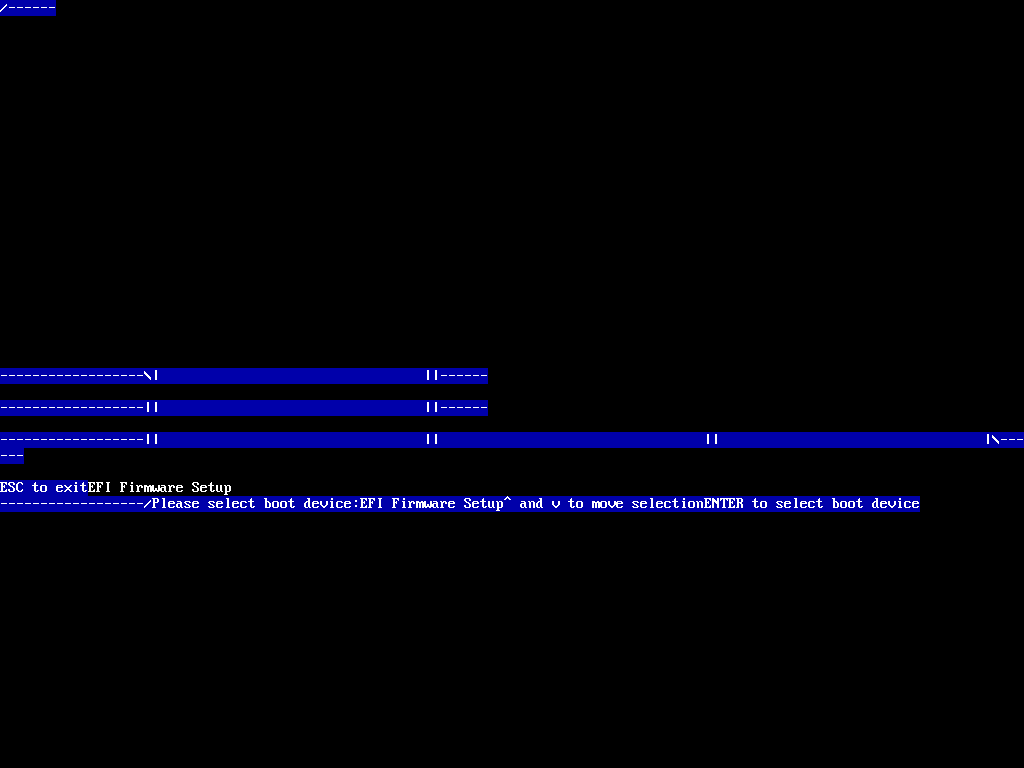 /------
------------------\| ||------
------------------|| ||------
------------------|| || || |\---
---
ESC to exitEFI Firmware Setup
------------------/Please select boot device:EFI Firmware Setup^ and v to move selectionENTER to select boot device